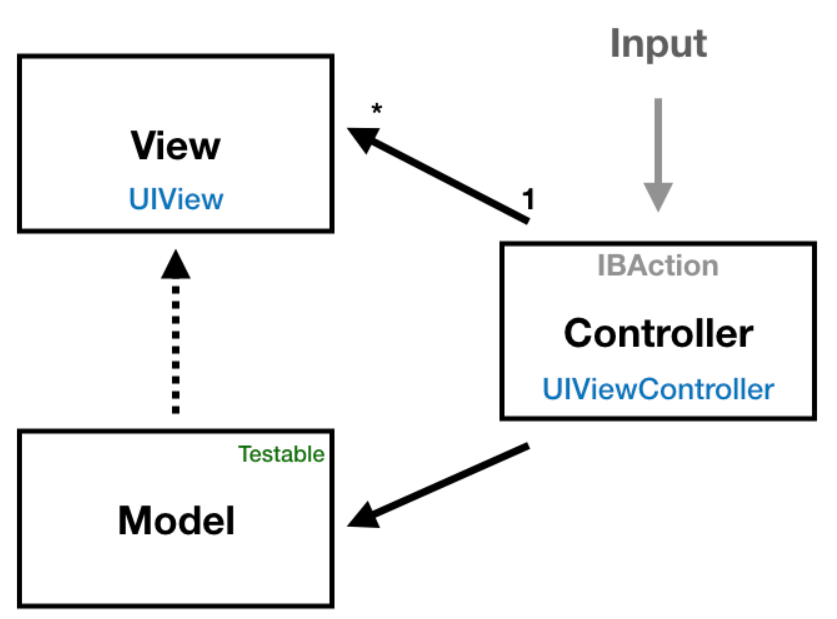 Input
View
UIView
*
1
IBAction
Controller
UIViewController
Testable
Model